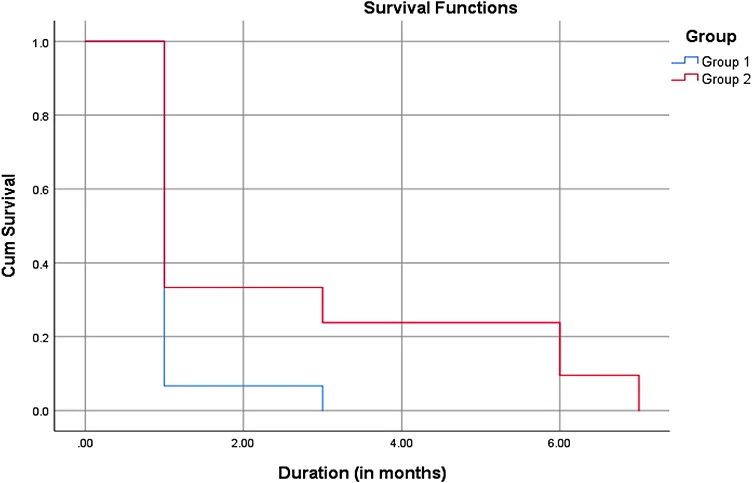 Survival Functions
Group
Group 1
Group 2
Cum Survival
1.0
0.8
0.6
0.4
0.2
0.0
.00 2.00 4.00 6.00
Duration (in months)